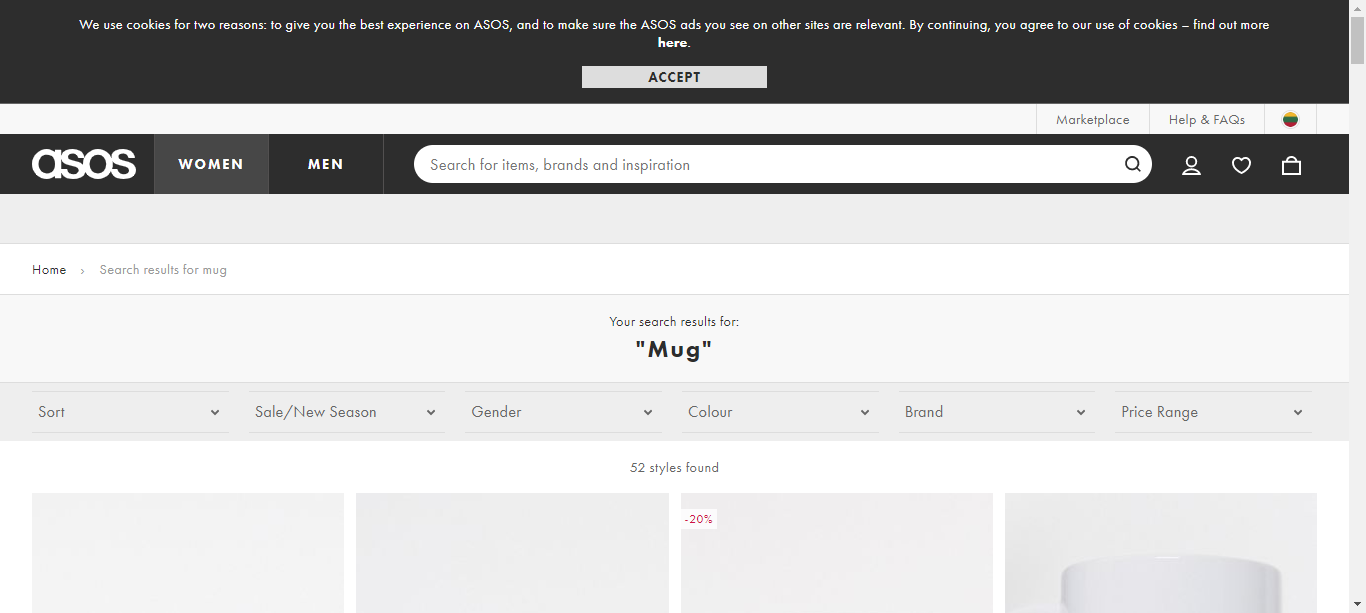 We use cookies for two reasons: to give you the best experience on ASOS, and to make sure the ASOS ads you see on other sites are relevant. By continuing, you agree to our use of cookies – find out more
here.
ACCEPT
Marketplace
Help & FAQs
asos
WOMEN
MEN
Search for items, brands and inspiration
Home › Search results for mug
Your search results for:
"Mug"
Sort
Sale/New Season
Gender
Colour
Brand
Price Range
52 styles found
-20%